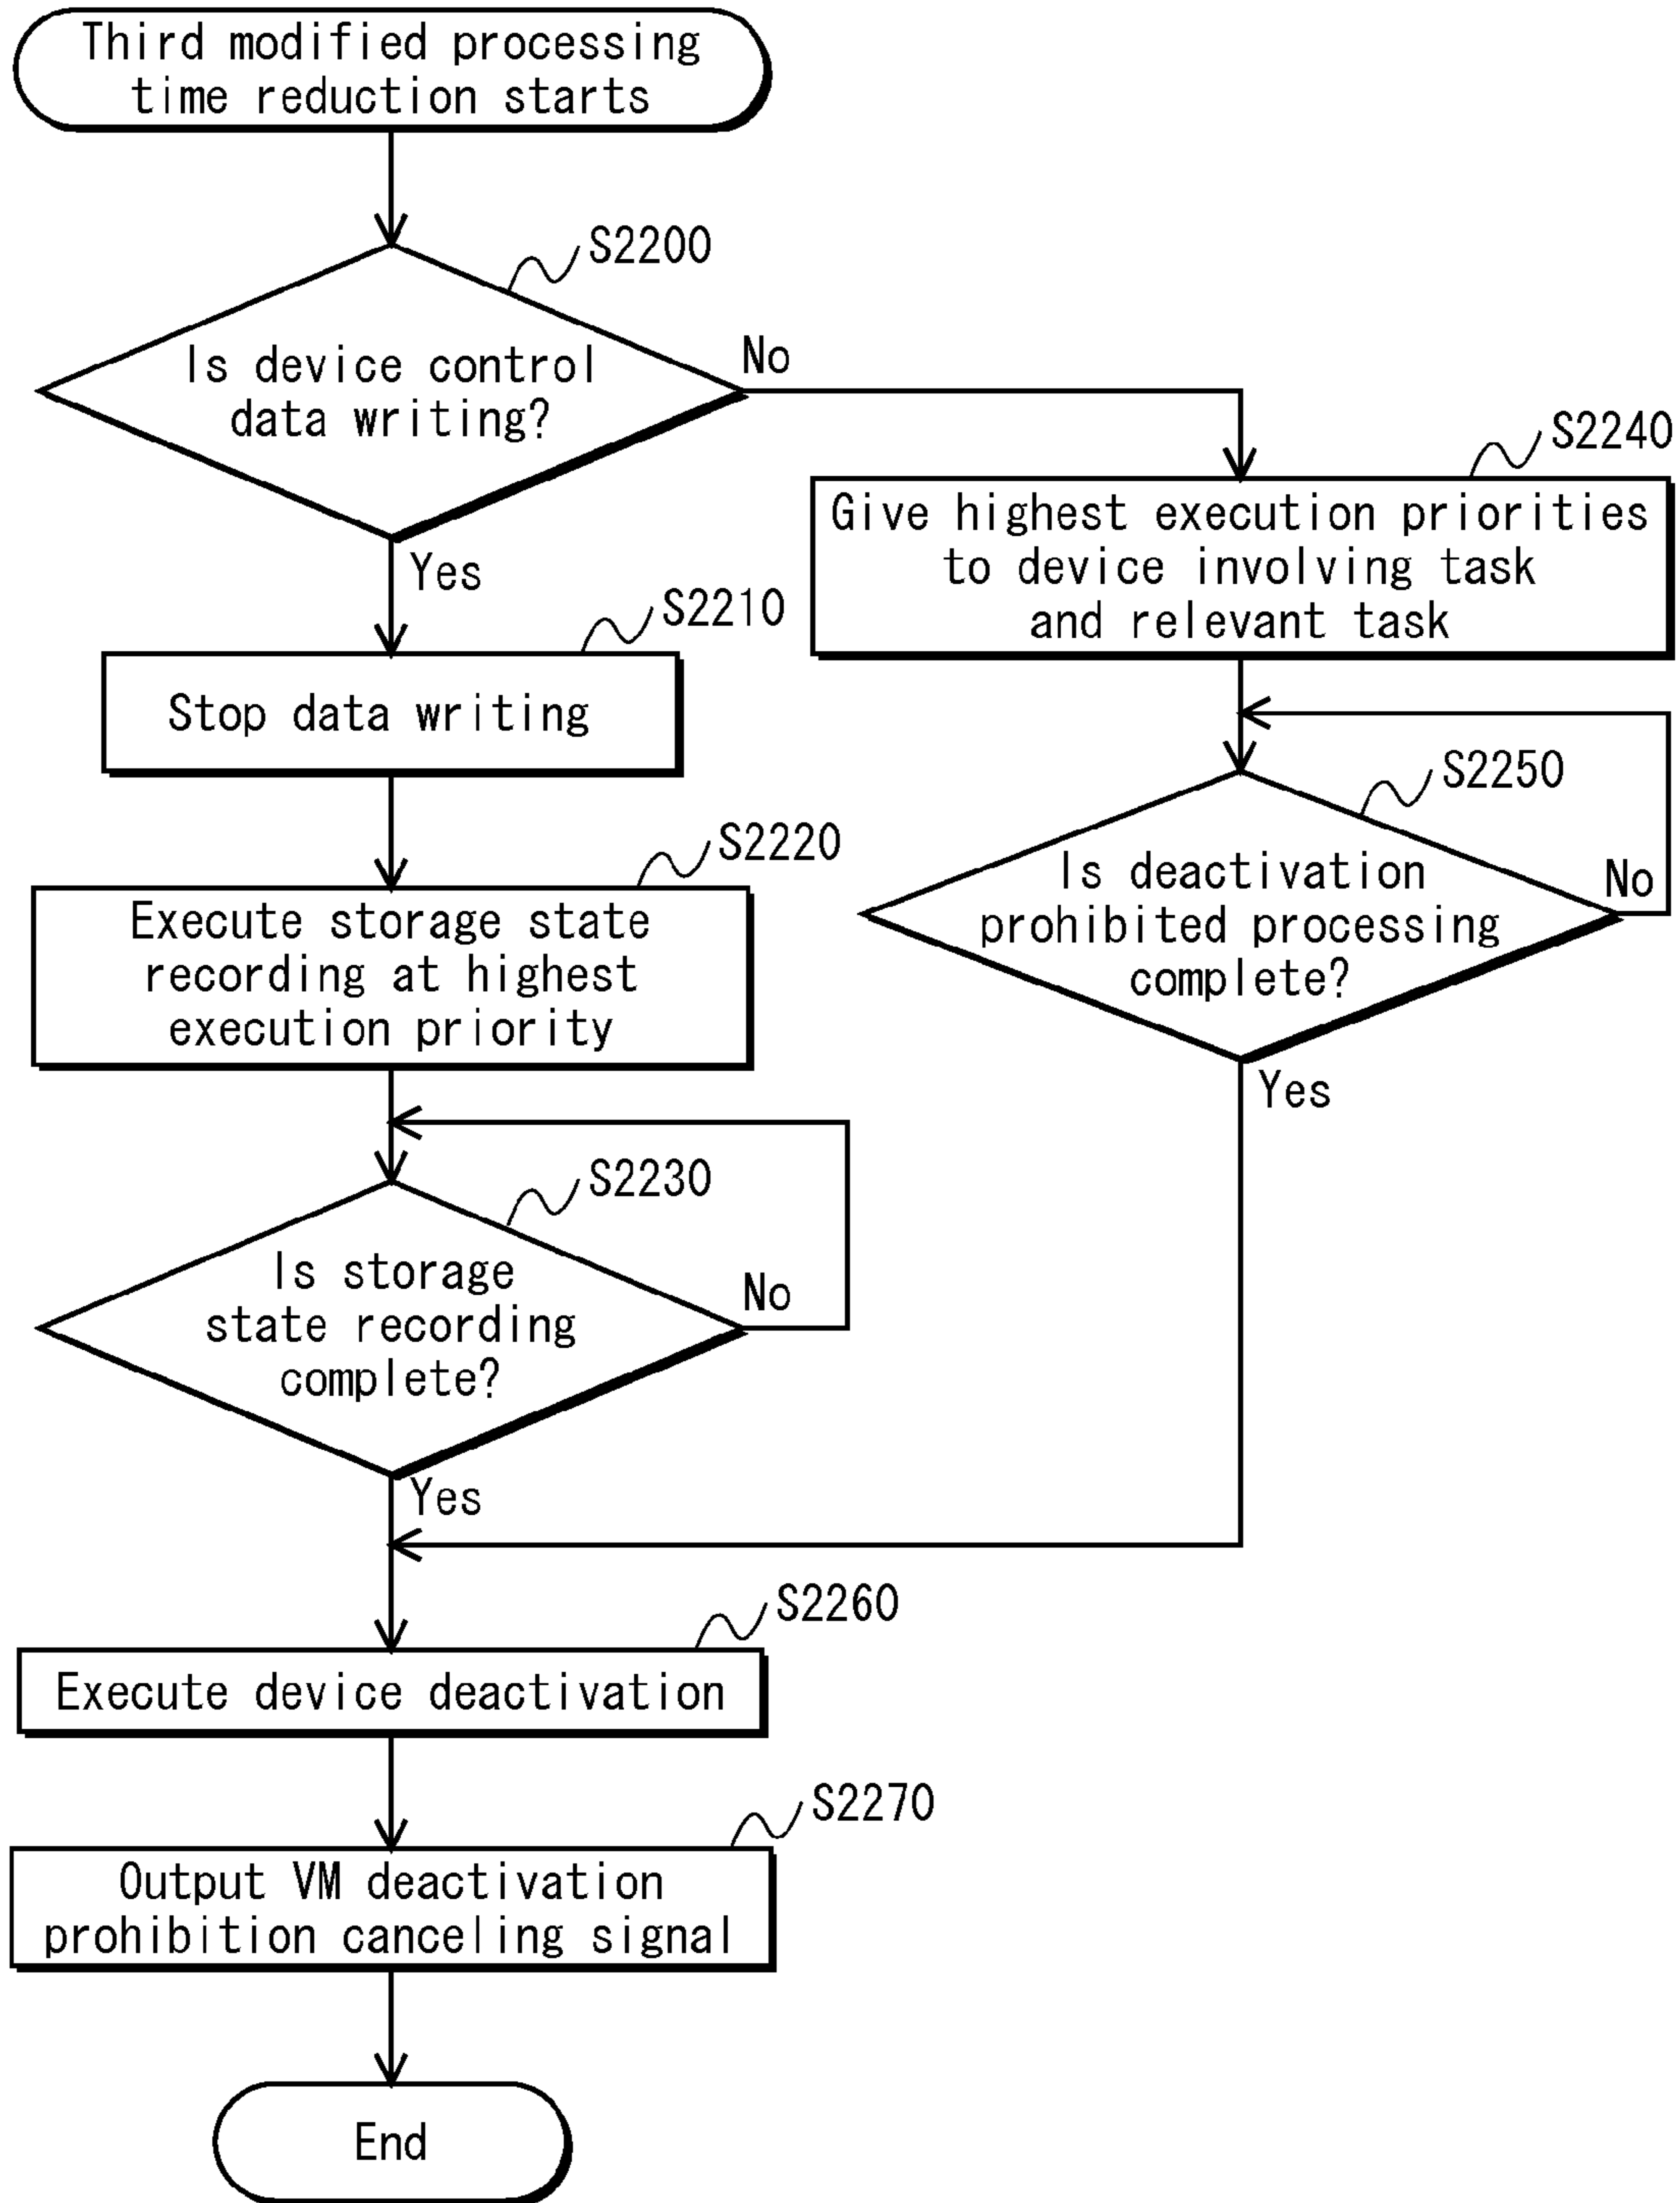 Third modified processing
time reduction starts
S2200
Is device control
data writing?
No
Yes
S2210
Stop data writing
S2220
Execute storage state
recording at highest
execution priority
S2230
Is storage
state recording
complete?
No
Yes
S2240
Give highest execution priorities
to device involving task
and relevant task
S2250
Is deactivation
prohibited processing
complete?
No
Yes
S2260
Execute device deactivation
S2270
Output VM deactivation
prohibition canceling signal
End